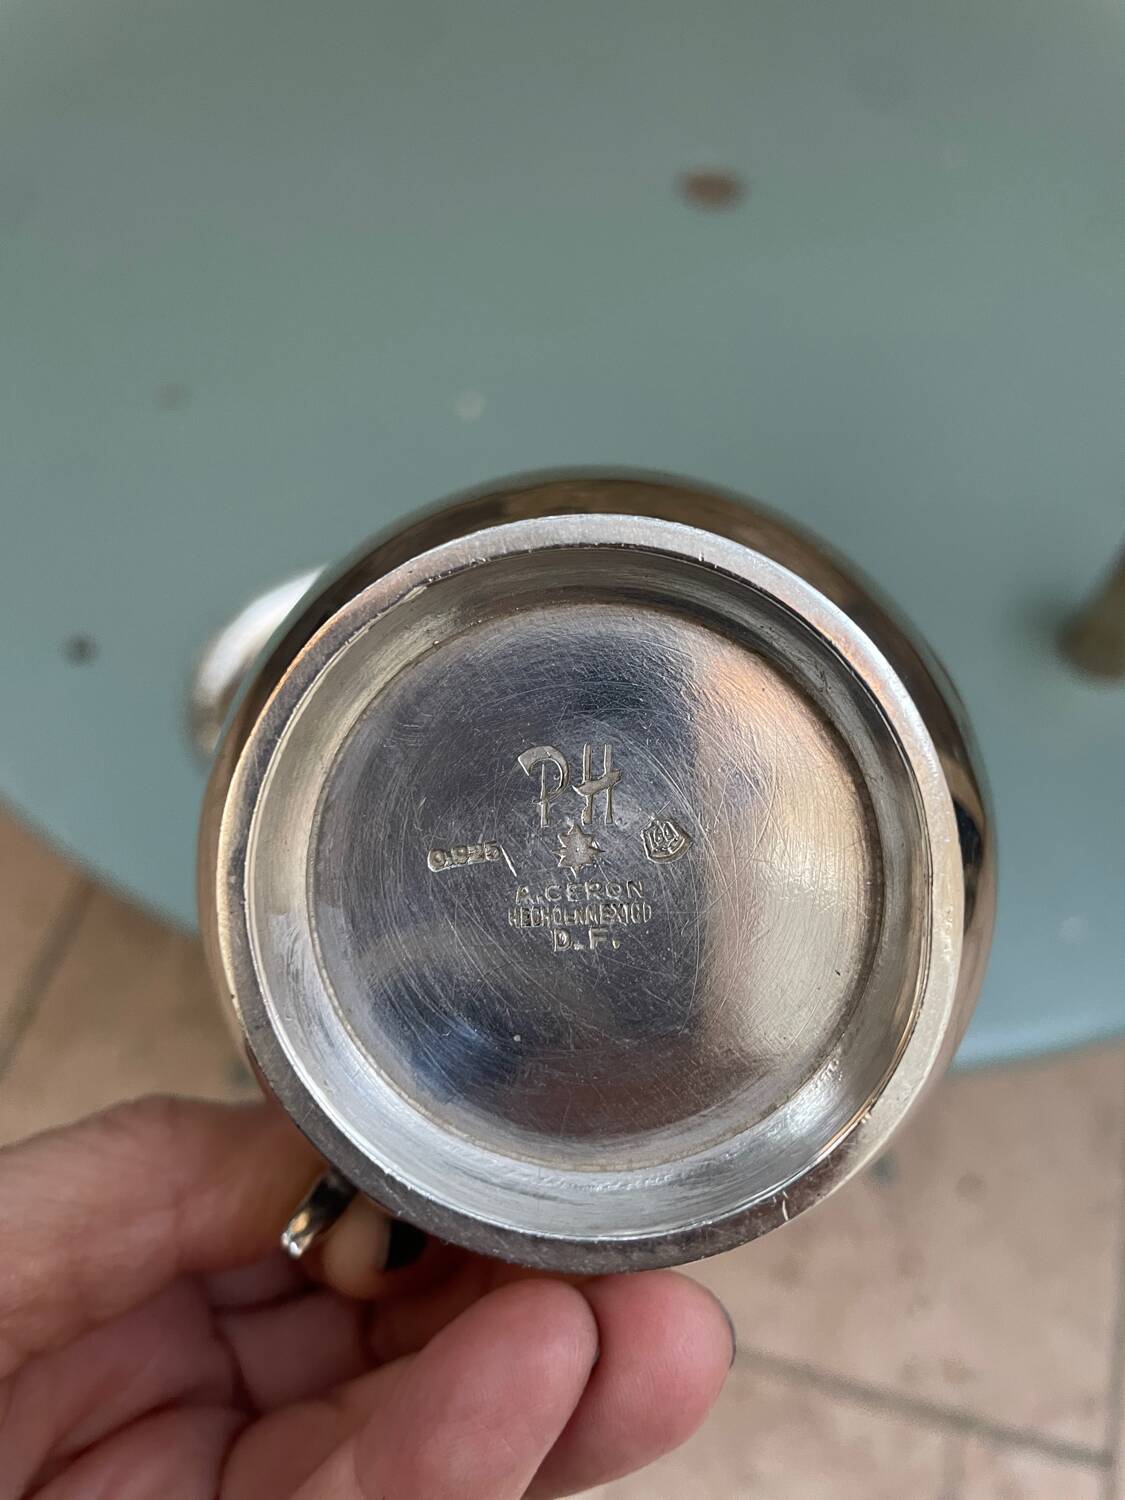 PH
0.925
A.CERON
HECHO EN MEXICO
D.F.